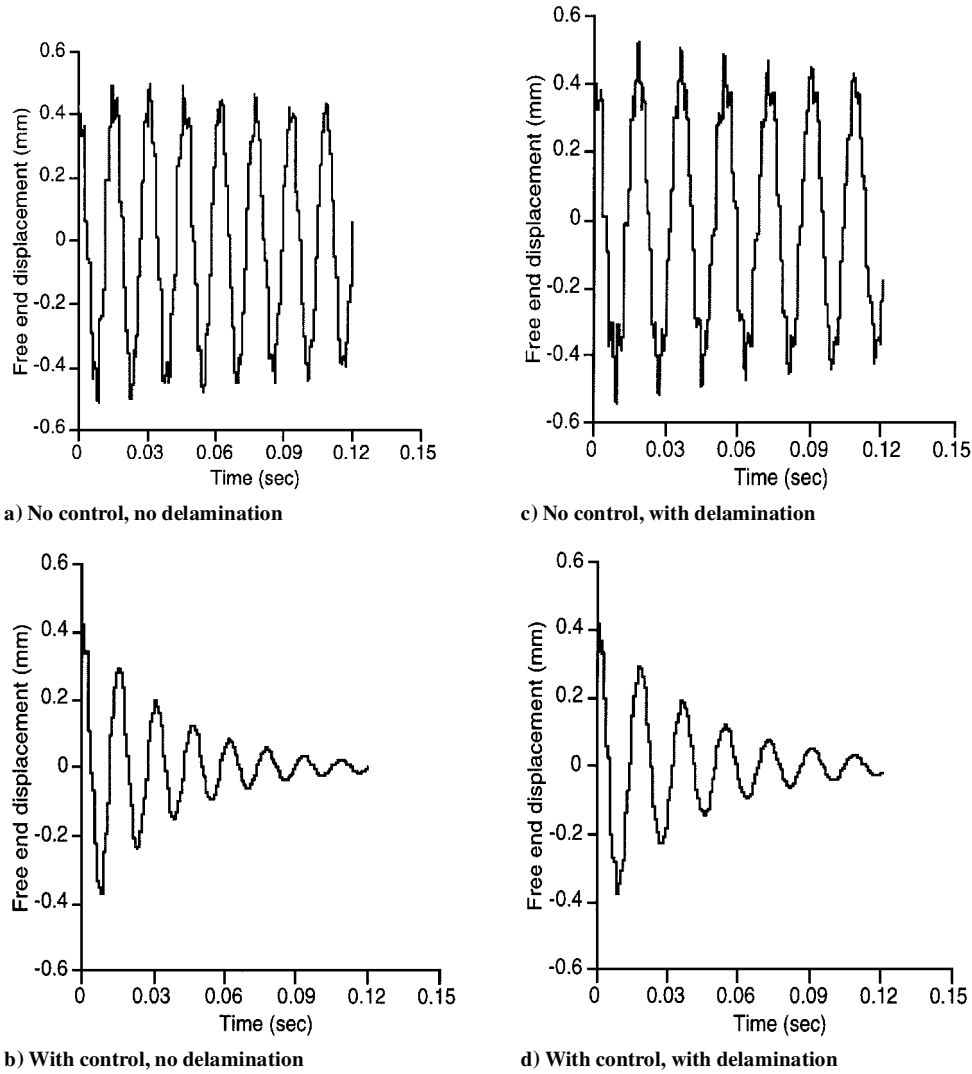 0.6
0.4
0.2
0
-0.2
-0.4
-0.6
Free end displacement (mm)
0 0.03 0.06 0.09 0.12 0.15
Time (sec)
a) No control, no delamination
0.6
0.4
0.2
0
-0.2
-0.4
-0.6
Free end displacement (mm)
0 0.03 0.06 0.09 0.12 0.15
Time (sec)
c) No control, with delamination
0.6
0.4
0.2
0
-0.2
-0.4
-0.6
Free end displacement (mm)
0 0.03 0.06 0.09 0.12 0.15
Time (sec)
b) With control, no delamination
0.6
0.4
0.2
0
-0.2
-0.4
-0.6
Free end displacement (mm)
0 0.03 0.06 0.09 0.12 0.15
Time (sec)
d) With control, with delamination